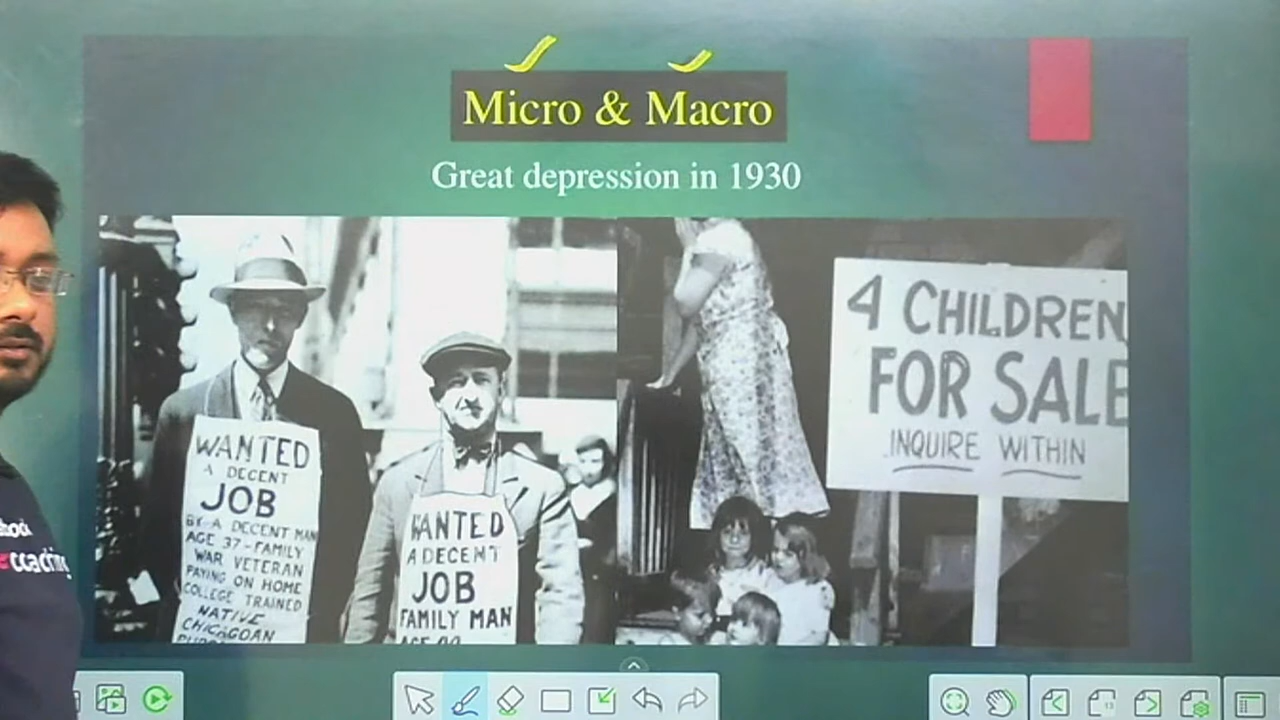 Micro & Macro
Great depression in 1930
WANTED
A DECENT
JOB
BY A DECENT MAN
AGE 37-FAMILY
WAR VETERAN
PAYING ON HOME
COLLEGE TRAINED
NATIVE
CHICAGOAN
WANTED
A DECENT
JOB
FAMILY MAN
4 CHILDREN
FOR SALE
INQUIRE WITHIN
coaching